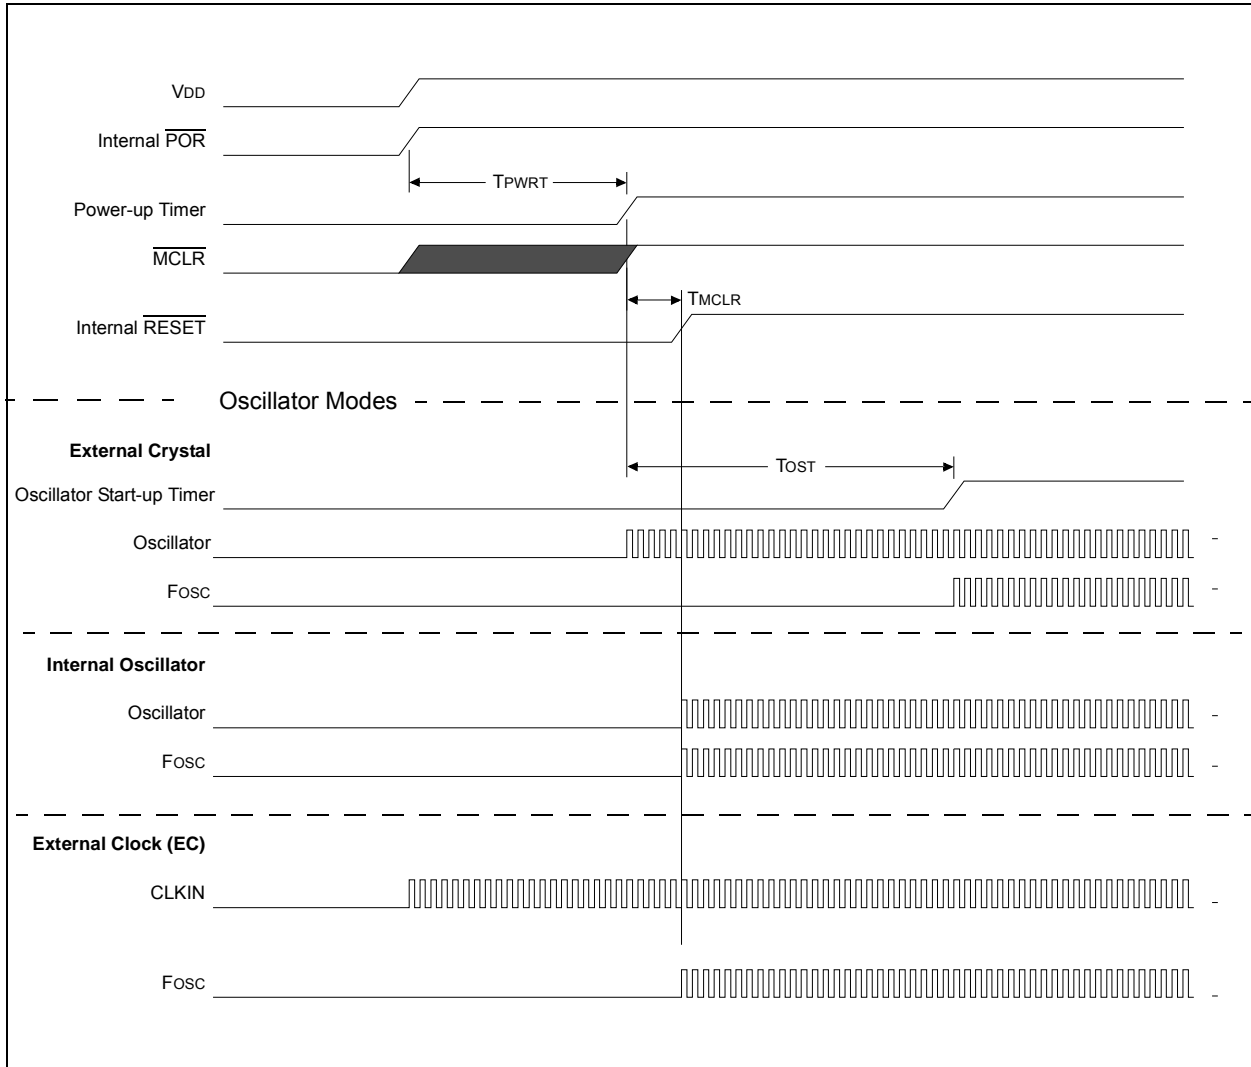 VDD
Internal POR
TPWRT
Power-up Timer
MCLR
TMCLR
Internal RESET
Oscillator Modes
External Crystal
TOST
Oscillator Start-up Timer
Oscillator
FOSC
Internal Oscillator
Oscillator
FOSC
External Clock (EC)
CLKIN
FOSC